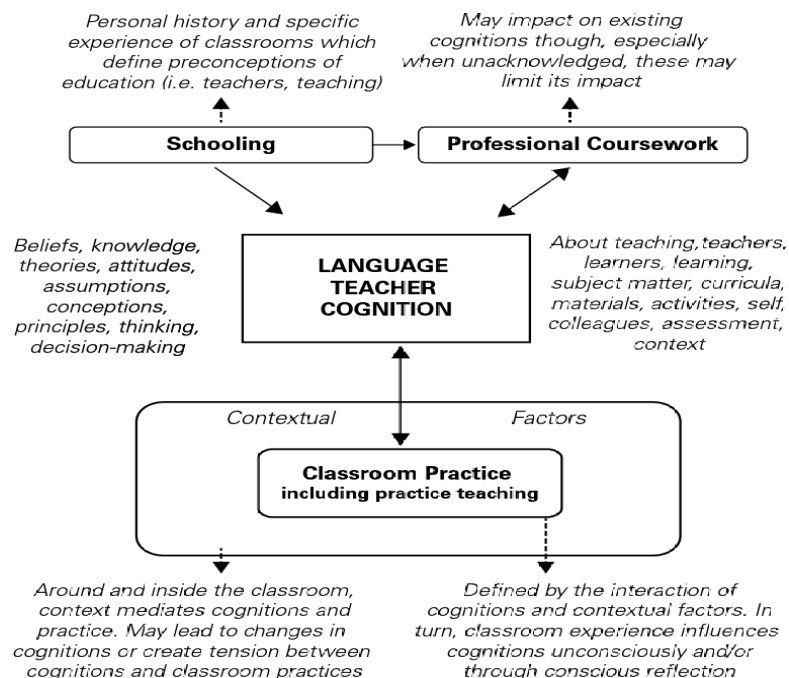 Personal history and specific
experience of classrooms which
define preconceptions of
education (i.e. teachers, teaching)
May impact on existing
cognitions though, especially
when unacknowledged, these may
limit its impact
Schooling
Professional Coursework
Beliefs, knowledge,
theories, attitudes,
assumptions,
conceptions,
principles, thinking,
decision-making
LANGUAGE
TEACHER
COGNITION
About teaching, teachers,
learners, learning,
subject matter, curricula,
materials, activities, self,
colleagues, assessment,
context
Contextual Factors
Classroom Practice
including practice teaching
Around and inside the classroom,
context mediates cognitions and
practice. May lead to changes in
cognitions or create tension between
cognitions and classroom practices
Defined by the interaction of
cognitions and contextual factors. In
turn, classroom experience influences
cognitions unconsciously and/or
through conscious reflection